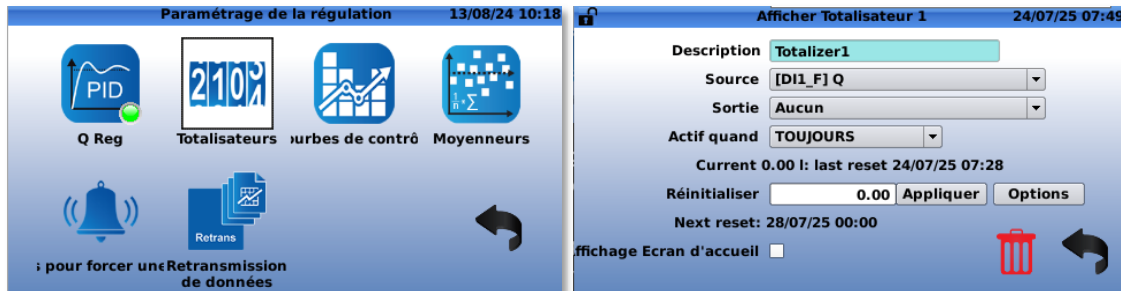 Paramétrage de la régulation 13/08/24 10:18
PID
210
1/n * Σ
Q Reg Totalisateurs ourbes de contrô Moyenneurs
Retrans
s pour forcer une Retransmission
de données
Afficher Totalisateur 1 24/07/25 07:49
Description Totalizer1
Source [DI1_F] Q
Sortie Aucun
Actif quand TOUJOURS
Current 0.00 l: last reset 24/07/25 07:28
Réinitialiser 0.00 Appliquer Options
Next reset: 28/07/25 00:00
ffichage Ecran d'accueil